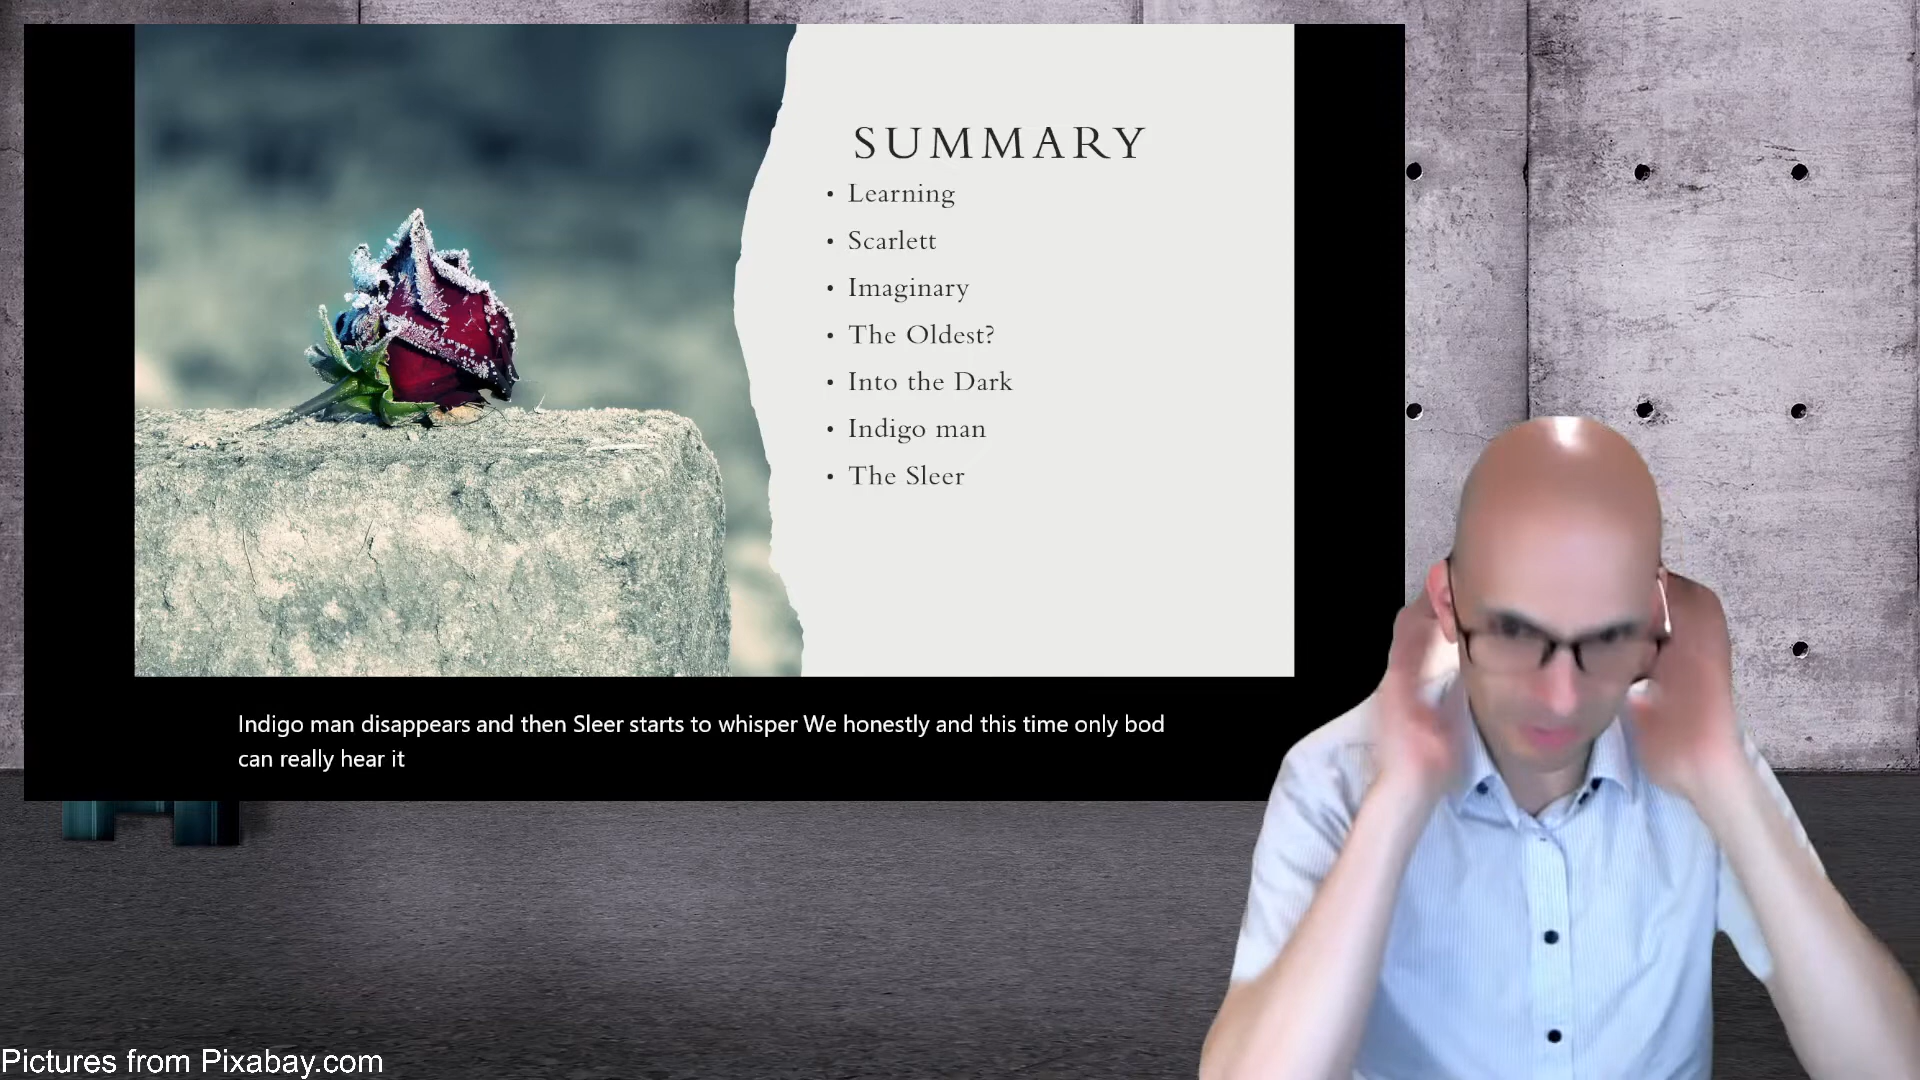 SUMMARY
• Learning
• Scarlett
• Imaginary
• The Oldest?
• Into the Dark
• Indigo man
• The Sleer
Indigo man disappears and then Sleer starts to whisper We honestly and this time only bod
can really hear it
Pictures from Pixabay.com